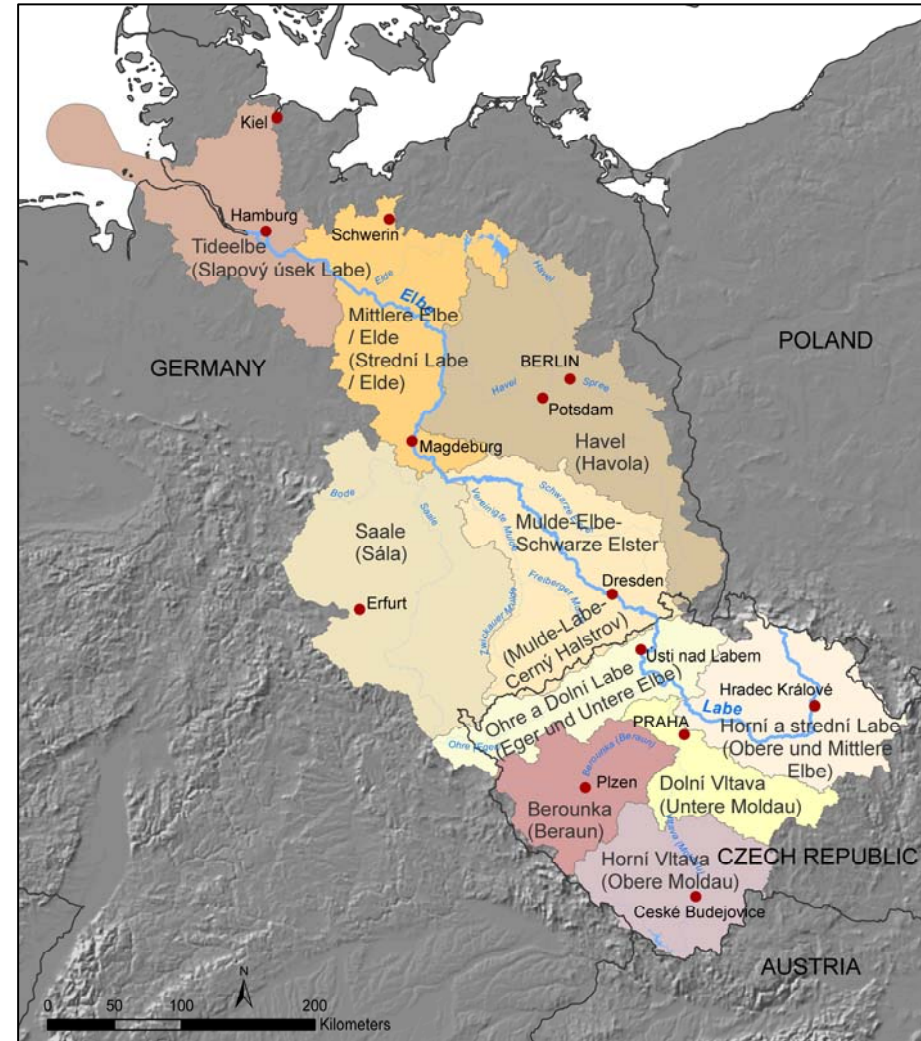 Kiel
Hamburg
Schwerin
Tideelbe
(Slapový úsek Labe)
Elde
Havel
Elbe
Mittlere Elbe
/ Elde
(Strední Labe
/ Elde)
POLAND
GERMANY
BERLIN
Havel
Spree
Potsdam
Havel
(Havola)
Magdeburg
Bode
Saale
Vereinigte Mulde
Mulde-Elbe-
Schwarze Elster
Saale
(Sála)
Dresden
Erfurt
Zwickauer Mulde
(Mulde-Labe-
Cerný Halstrov)
Ústi nad Labem
Ohre a Dolní Labe
(Eger und Untere Elbe)
Hradec Králové
Labe
Horní a strední Labe
(Obere und Mittlere
Elbe)
PRAHA
Ohre (Eger)
Berounka (Beraun)
Plzen
Dolní Vltava
(Untere Moldau)
Berounka
(Beraun)
CZECH REPUBLIC
Horní Vltava
(Obere Moldau)
Ceské Budejovice
AUSTRIA
N
0 50 100 200
Kilometers